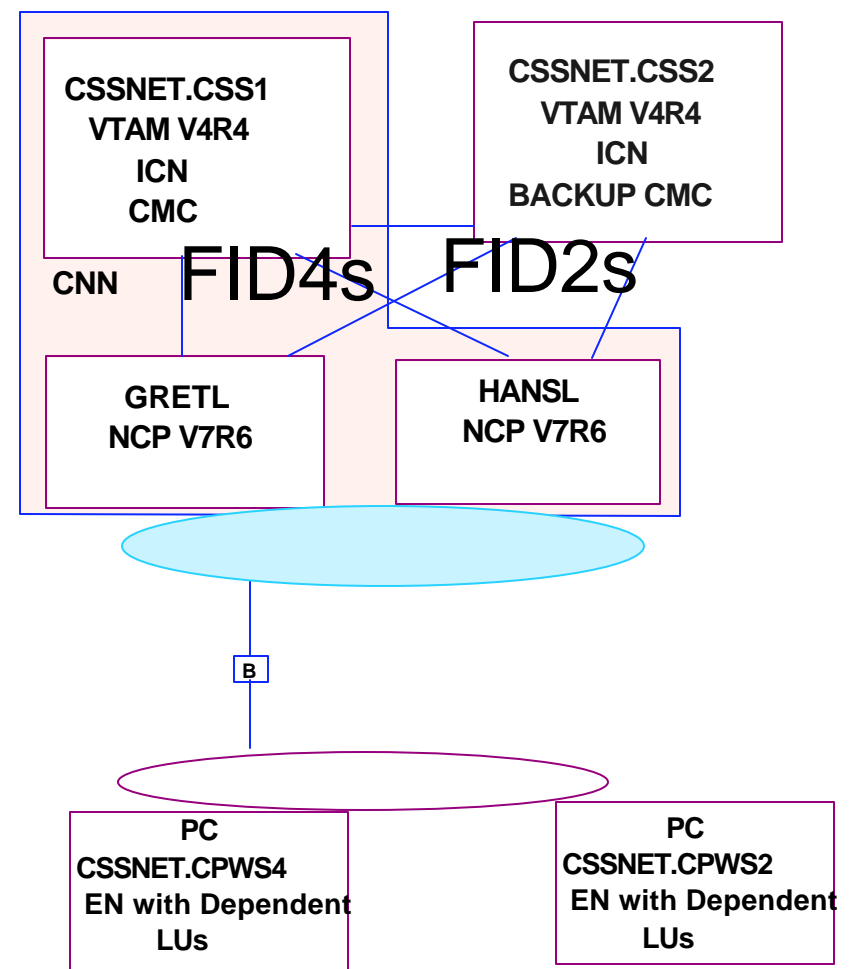 CSSNET.CSS1
VTAM V4R4
ICN
CMC
CSSNET.CSS2
VTAM V4R4
ICN
BACKUP CMC
CNN
FID4s
FID2s
GRETL
NCP V7R6
HANSL
NCP V7R6
B
PC
CSSNET.CPWS4
EN with Dependent
LUs
PC
CSSNET.CPWS2
EN with Dependent
LUs